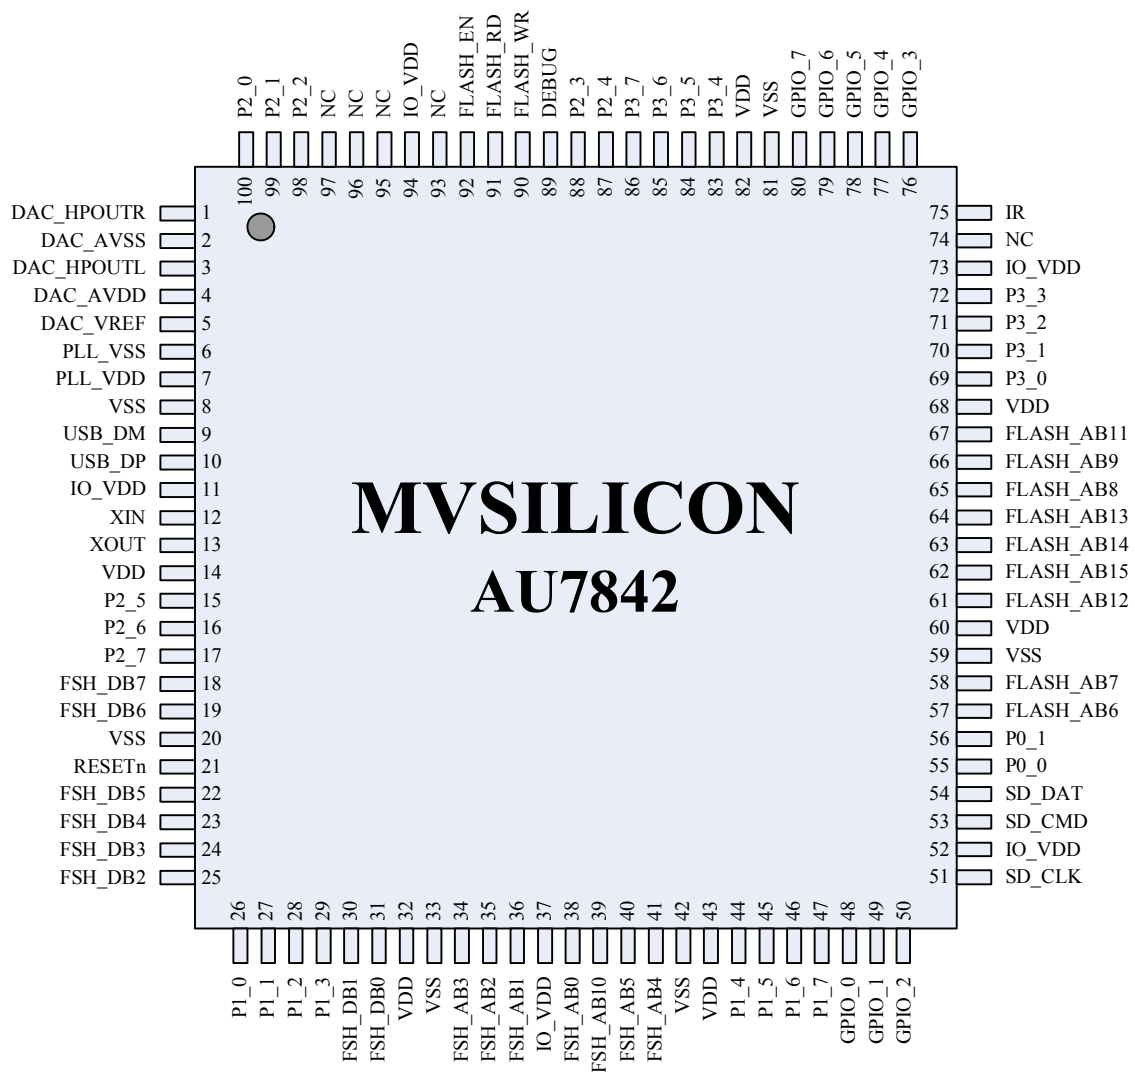 P2_0
P2_1
P2_2
NC
NC
NC
IO_VDD
NC
FLASH_EN
FLASH_RD
FLASH_WR
DEBUG
P2_3
P2_4
P3_7
P3_6
P3_5
P3_4
VDD
VSS
GPIO_7
GPIO_6
GPIO_5
GPIO_4
GPIO_3
100
99
98
97
96
95
94
93
92
91
90
89
88
87
86
85
84
83
82
81
80
79
78
77
76
DAC_HPOUTR 1
DAC_AVSS 2
DAC_HPOUTL 3
DAC_AVDD 4
DAC_VREF 5
PLL_VSS 6
PLL_VDD 7
VSS 8
USB_DM 9
USB_DP 10
IO_VDD 11
XIN 12
XOUT 13
VDD 14
P2_5 15
P2_6 16
P2_7 17
FSH_DB7 18
FSH_DB6 19
VSS 20
RESETn 21
FSH_DB5 22
FSH_DB4 23
FSH_DB3 24
FSH_DB2 25
MVSILICON
AU7842
75 IR
74 NC
73 IO_VDD
72 P3_3
71 P3_2
70 P3_1
69 P3_0
68 VDD
67 FLASH_AB11
66 FLASH_AB9
65 FLASH_AB8
64 FLASH_AB13
63 FLASH_AB14
62 FLASH_AB15
61 FLASH_AB12
60 VDD
59 VSS
58 FLASH_AB7
57 FLASH_AB6
56 P0_1
55 P0_0
54 SD_DAT
53 SD_CMD
52 IO_VDD
51 SD_CLK
26
27
28
29
30
31
32
33
34
35
36
37
38
39
40
41
42
43
44
45
46
47
48
49
50
P1_0
P1_1
P1_2
P1_3
FSH_DB1
FSH_DB0
VDD
VSS
FSH_AB3
FSH_AB2
FSH_AB1
IO_VDD
FSH_AB0
FSH_AB10
FSH_AB5
FSH_AB4
VSS
VDD
P1_4
P1_5
P1_6
P1_7
GPIO_0
GPIO_1
GPIO_2